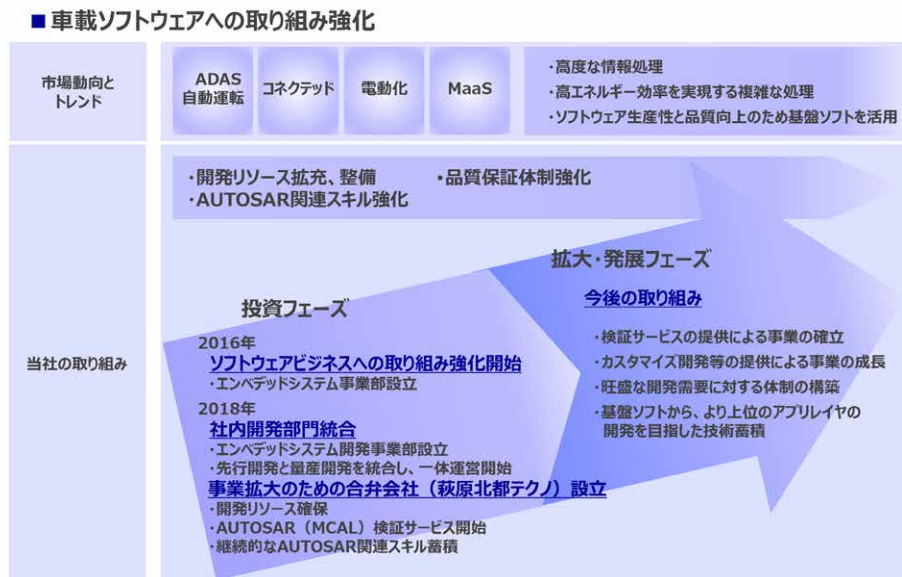 ■車載ソフトウェアへの取り組み強化
市場動向と
トレンド
ADAS
自動運転
コネクテッド
電動化
MaaS
・高度な情報処理
・高エネルギー効率を実現する複雑な処理
・ソフトウェア生産性と品質向上のため基盤ソフトを活用
当社の取り組み
・開発リソース拡充、整備 ・品質保証体制強化
・AUTOSAR関連スキル強化
投資フェーズ
2016年
ソフトウェアビジネスへの取り組み強化開始
・エンベデッドシステム事業部設立
2018年
社内開発部門統合
・エンベデッドシステム開発事業部設立
・先行開発と量産開発を統合し、一体運営開始
事業拡大のための合弁会社（萩原北都テクノ）設立
・開発リソース確保
・AUTOSAR（MCAL）検証サービス開始
・継続的なAUTOSAR関連スキル蓄積
拡大・発展フェーズ
今後の取り組み
・検証サービスの提供による事業の確立
・カスタマイズ開発等の提供による事業の成長
・旺盛な開発需要に対する体制の構築
・基盤ソフトから、より上位のアプリレイヤの
開発を目指した技術蓄積